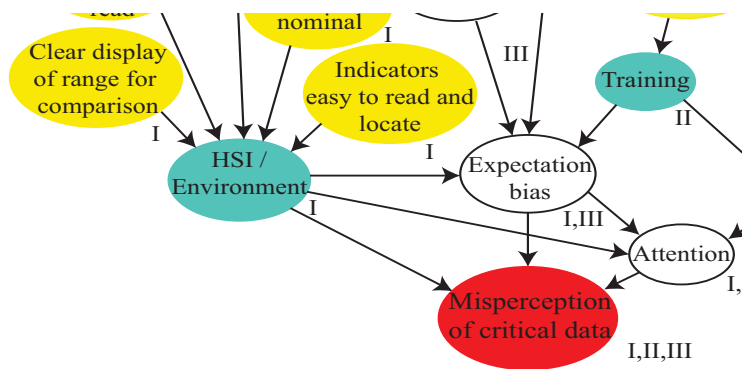 read
nominal
I
III
Clear display
of range for
comparison
I
Indicators
easy to read and
locate
Training
II
I
HSI /
Environment
I
Expectation
bias
I,III
Attention
I,
Misperception
of critical data
I,II,III